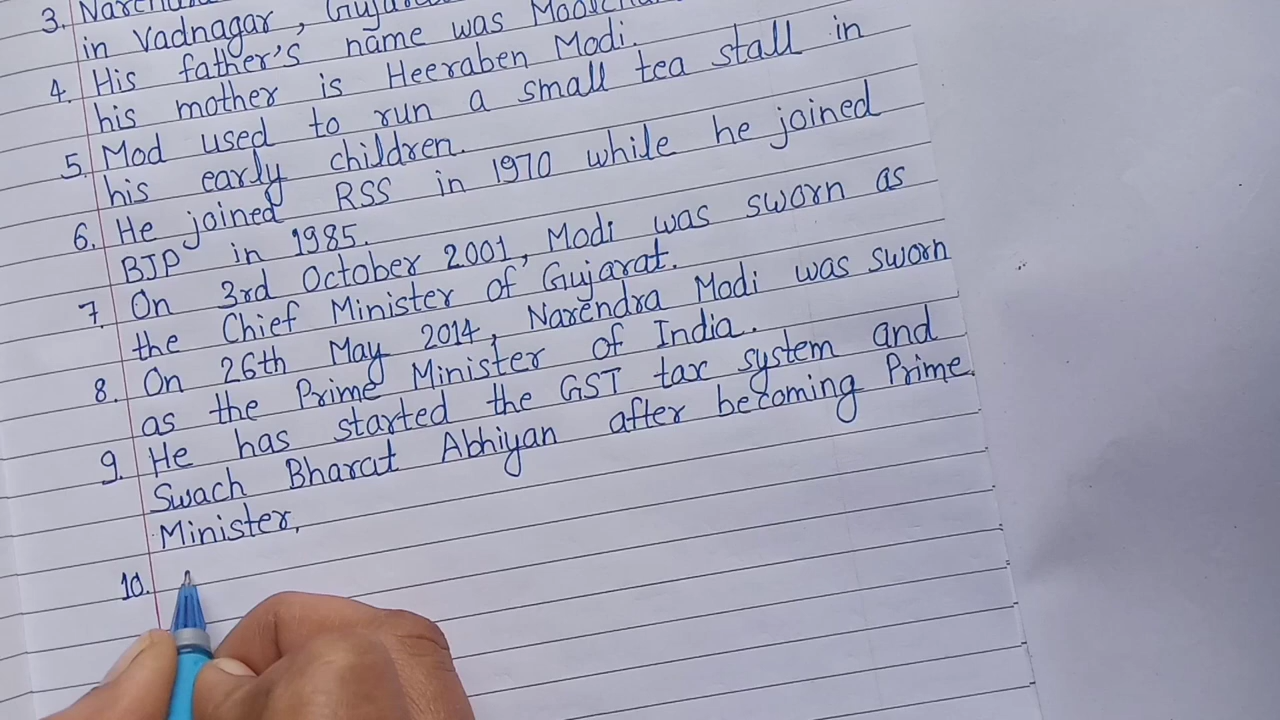 3.
in Vadnagar, Gujarat
4. His father's name was
his mother is Heeraben Modi.
5. Mod used to run a small tea stall in
his early children.
6. He joined RSS in 1970 while he joined
BJP in 1985.
7. On 3rd October 2001, Modi was sworn as
the Chief Minister of Gujarat.
8. On 26th May 2014, Narendra Modi was sworn
as the Prime Minister of India.
9. He has started the GST tax system and
Swach Bharat Abhiyan after becoming Prime
Minister,
10.